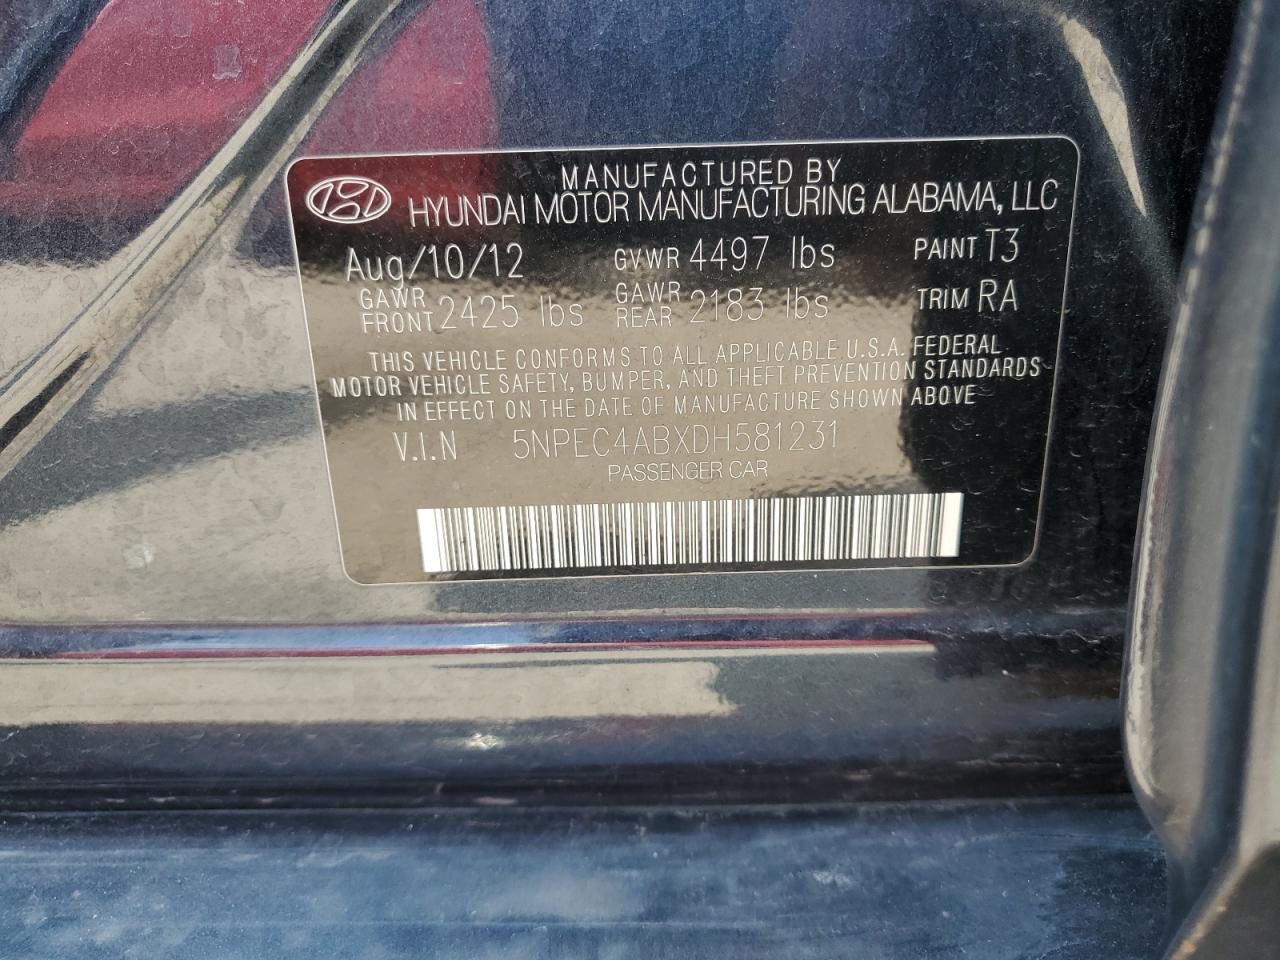 MANUFACTURED BY
HYUNDAI MOTOR MANUFACTURING ALABAMA, LLC
Aug/10/12 GVWR 4497 lbs PAINT T3
GAWR FRONT 2425 lbs GAWR REAR 2183 lbs TRIM RA
THIS VEHICLE CONFORMS TO ALL APPLICABLE U.S.A. FEDERAL
MOTOR VEHICLE SAFETY, BUMPER, AND THEFT PREVENTION STANDARDS
IN EFFECT ON THE DATE OF MANUFACTURE SHOWN ABOVE
V.I.N 5NPEC4ABXDH581231
PASSENGER CAR